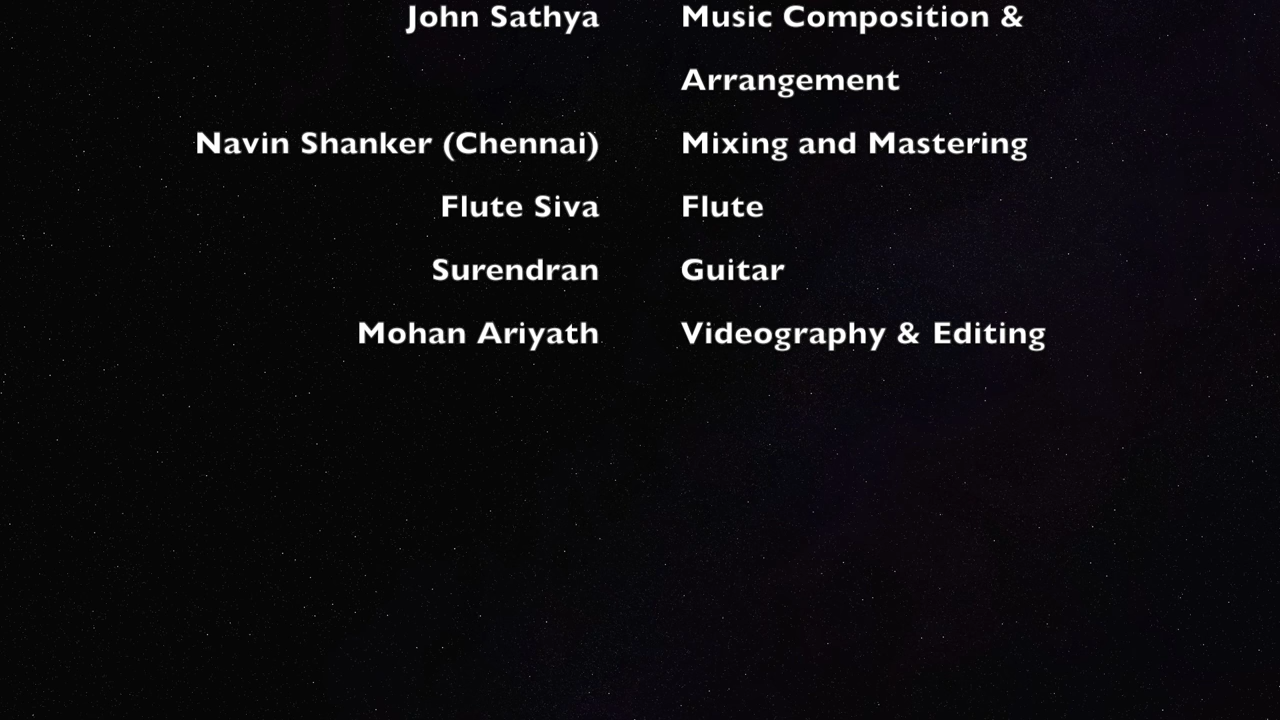 John Sathya Music Composition &
Arrangement
Navin Shanker (Chennai) Mixing and Mastering
Flute Siva Flute
Surendran Guitar
Mohan Ariyath Videography & Editing